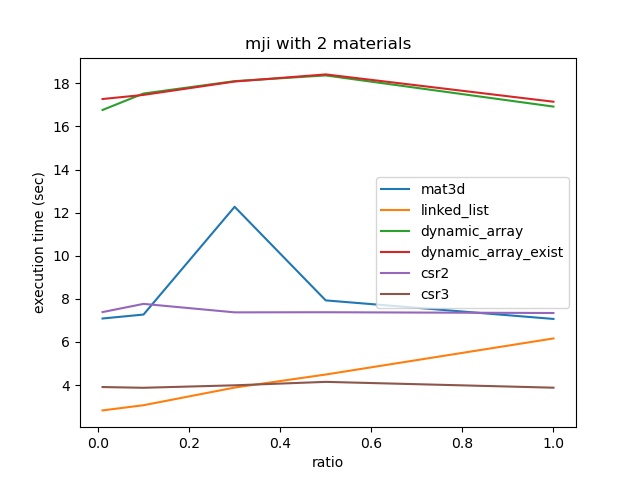 mji with 2 materials
execution time (sec)
18
16
14
12
10
8
6
4
mat3d
linked_list
dynamic_array
dynamic_array_exist
csr2
csr3
0.0 0.2 0.4 0.6 0.8 1.0
ratio